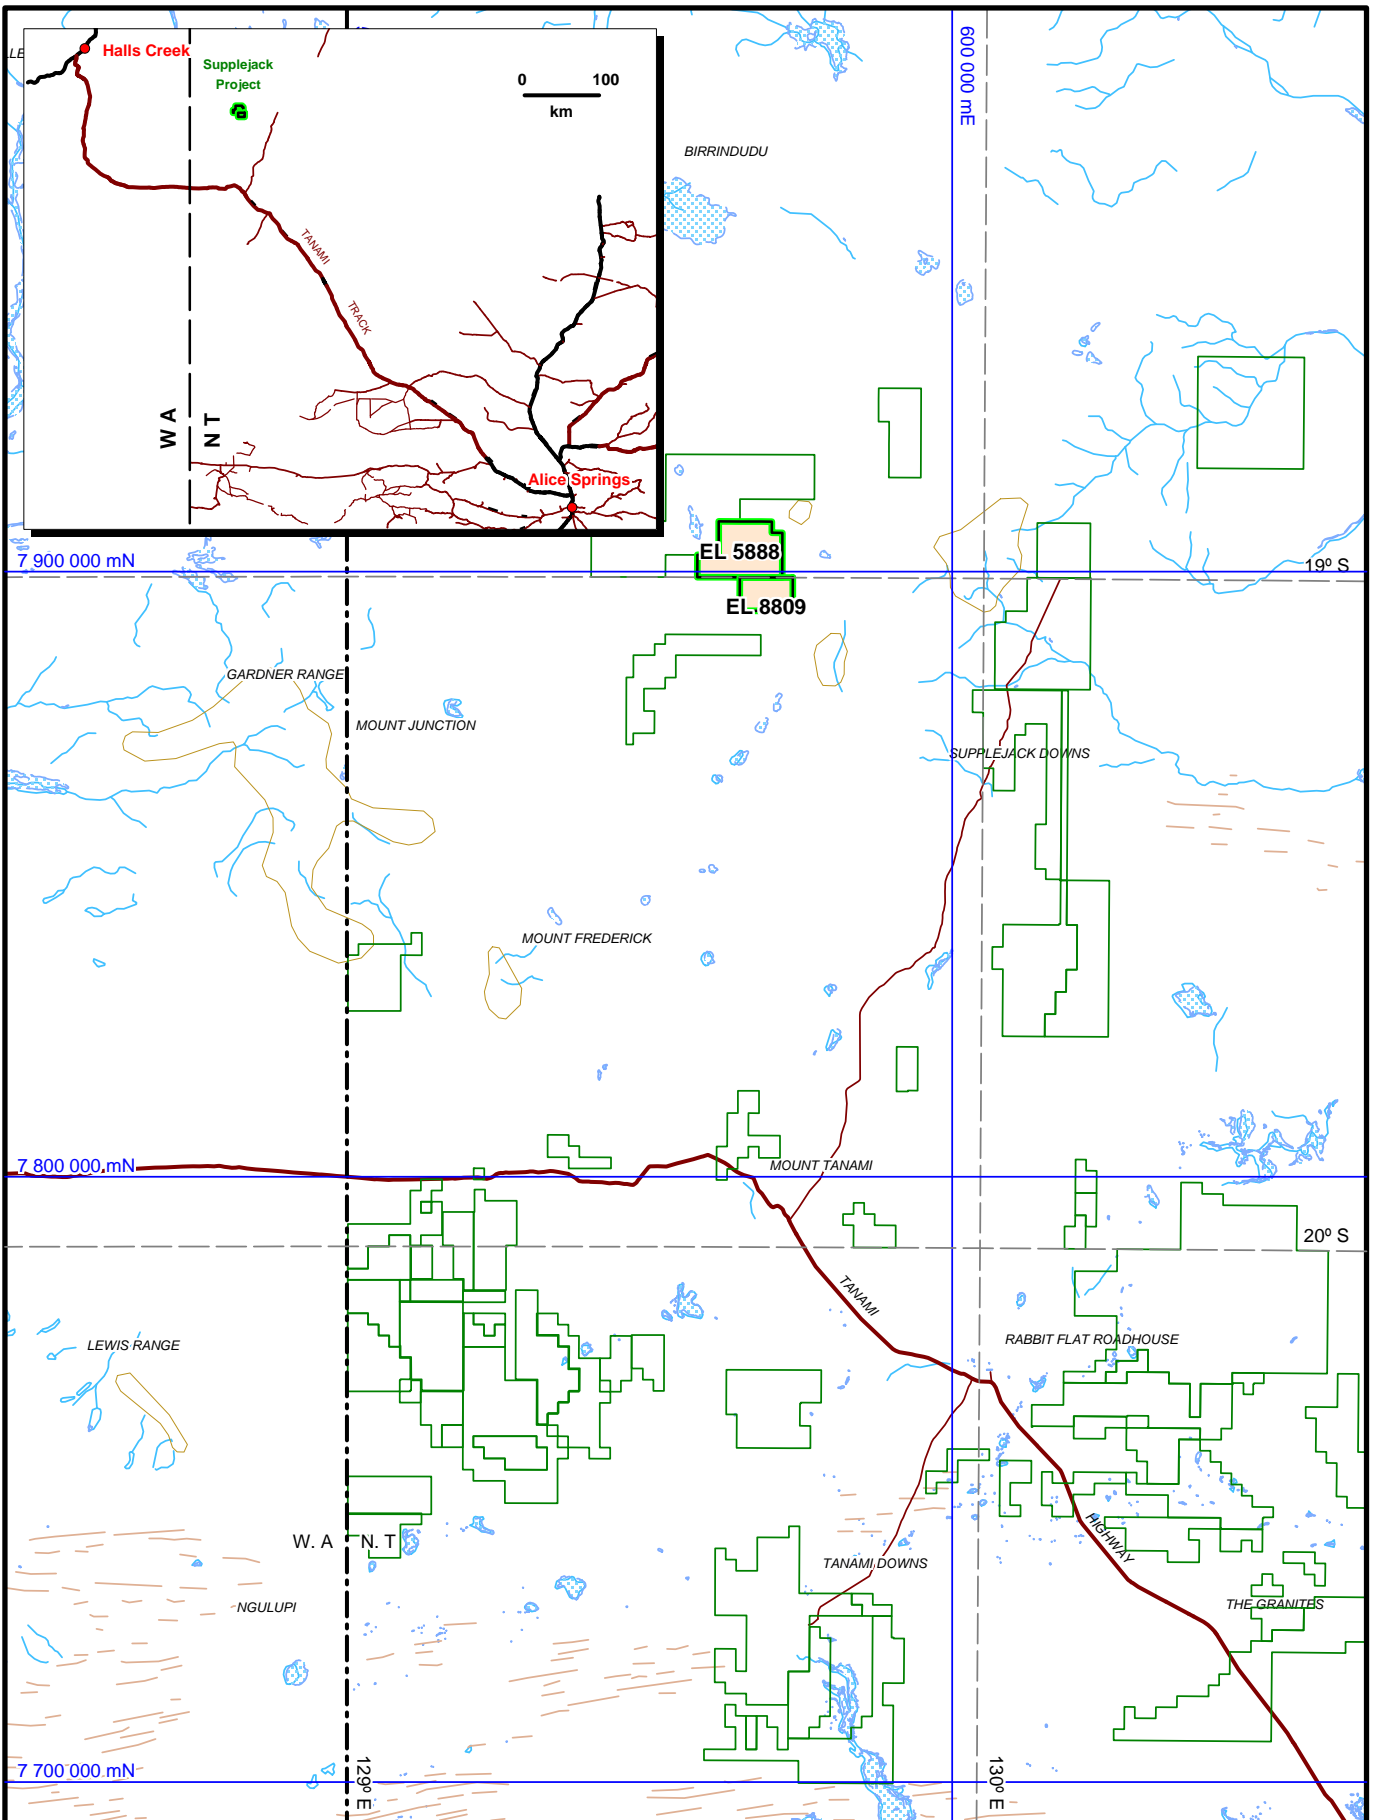 Halls Creek
Supplejack
Project
0 100
km
TANAMI
TRACK
W A
N T
Alice Springs
600 000 mE
BIRRINDUDU
EL 5888
7 900 000 mN
19º S
EL 8809
GARDNER RANGE
MOUNT JUNCTION
SUPPLEJACK DOWNS
MOUNT FREDERICK
7 800 000 mN
MOUNT TANAMI
20º S
TANAMI
LEWIS RANGE
RABBIT FLAT ROADHOUSE
HIGHWAY
W. A
N. T
TANAMI DOWNS
NGULUPI
THE GRANITES
7 700 000 mN
129º E
130º E